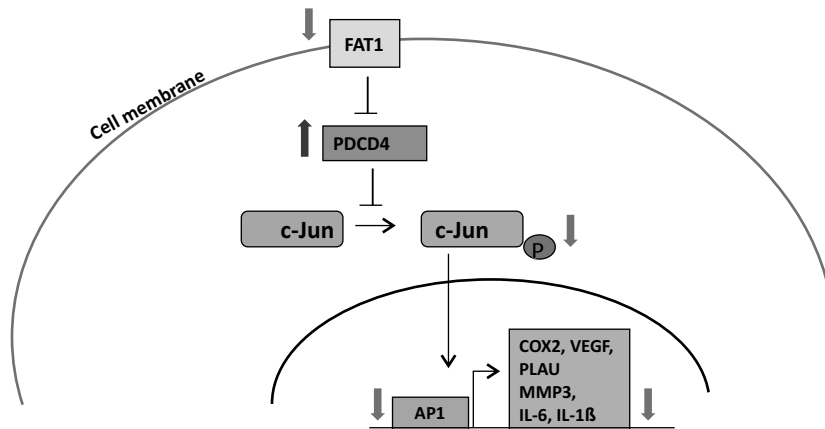 FAT1
Cell membrane
PDCD4
c-Jun
c-Jun
P
COX2, VEGF,
PLAU
MMP3,
IL-6, IL-1ß
AP1